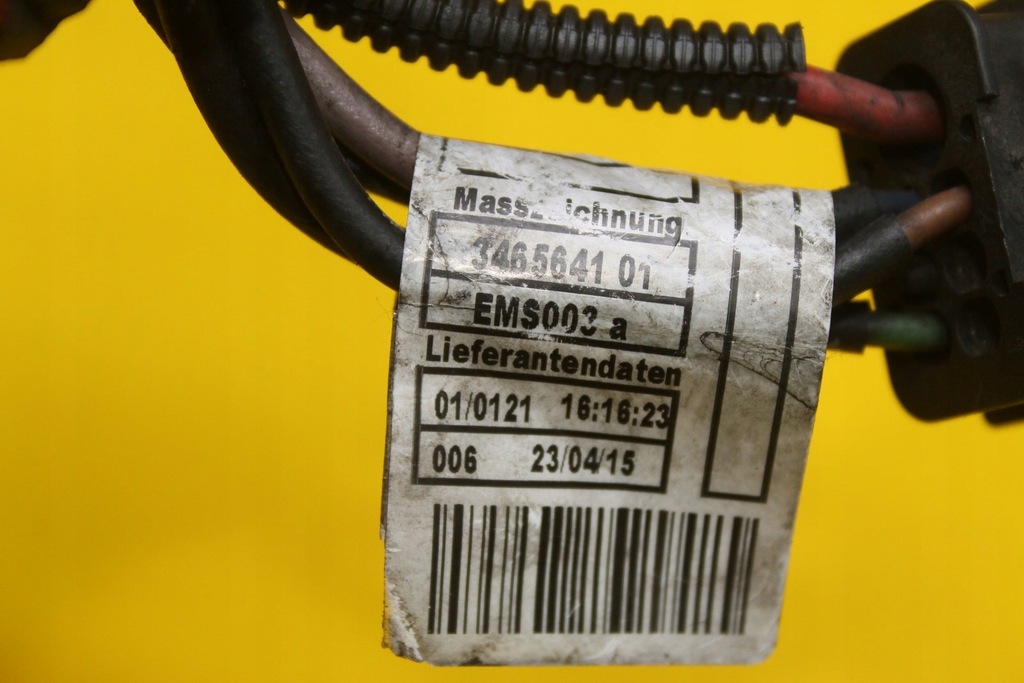 3465641 01
EMS003 a
Lieferantendaten
01/0121 16:16:23
006 23/04/15